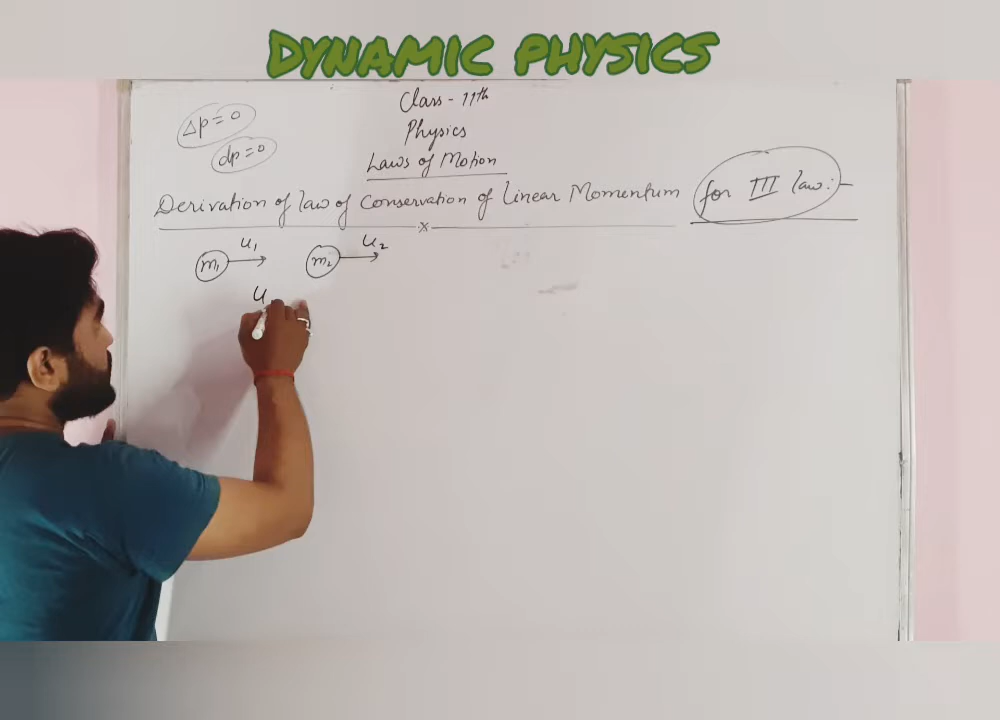 DYNAMIC PHYSICS
Class - 11th
Physics
Laws of Motion
Δp = 0
dp = 0
Derivation of law of Conservation of Linear Momentum for III law :-
x
m₁ u₁ m₂ u₂
u